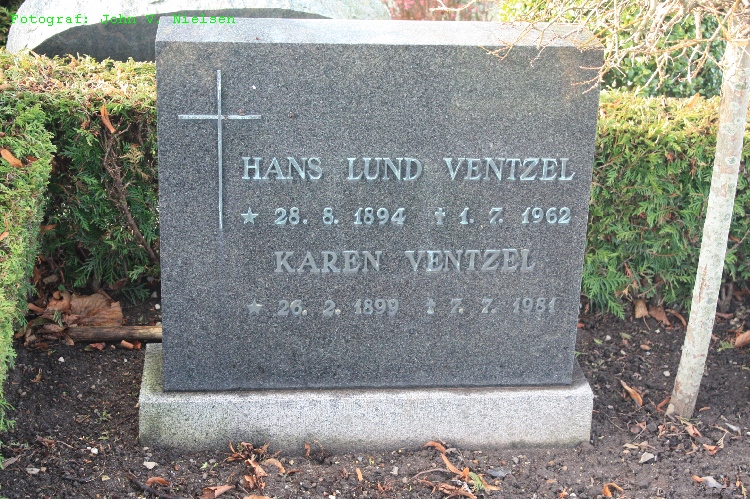 Fotograf: John V. Nielsen
HANS LUND VENTZEL
★ 28. 8. 1894 † 1. 7. 1962
KAREN VENTZEL
★ 26. 2. 1899 † 7. 7. 1981